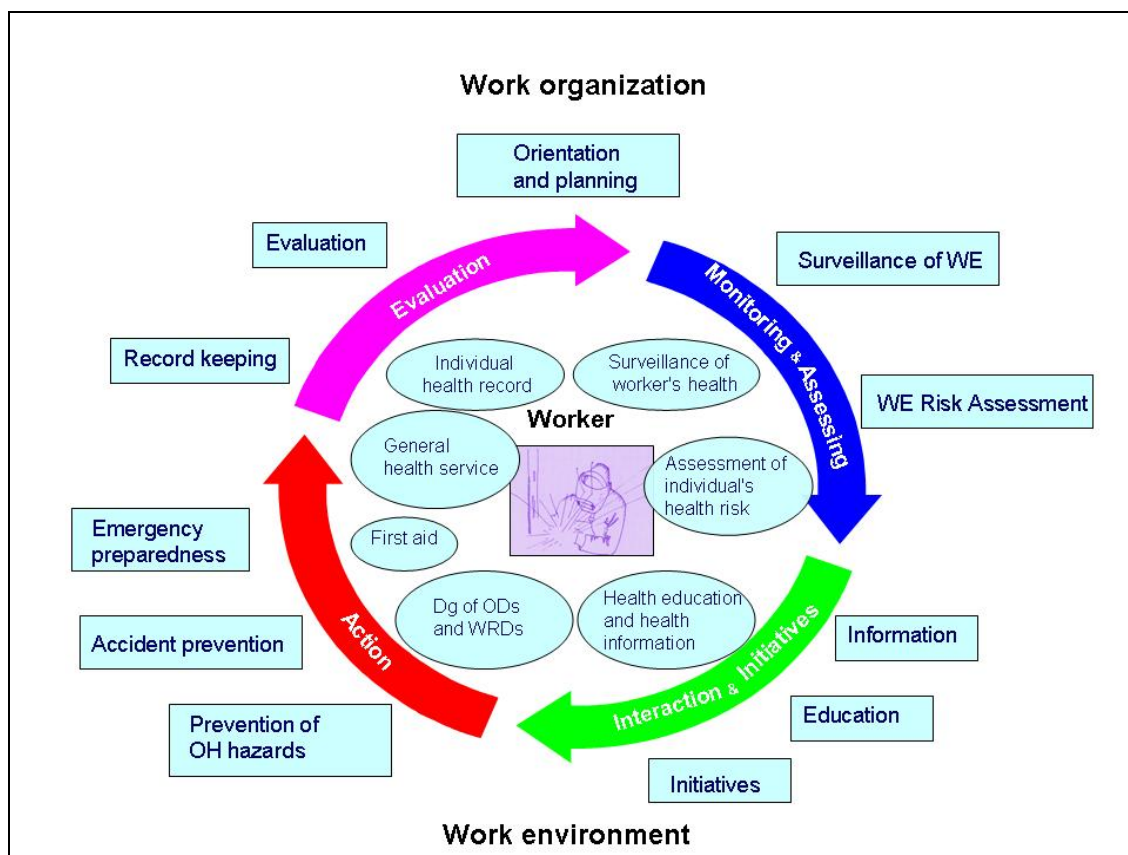 Work organization
Orientation
and planning
Evaluation
Surveillance of WE
Evaluation
Monitoring & Assessing
Record keeping
Individual
health record
Surveillance of
worker's health
WE Risk Assessment
Worker
General
health service
Assessment of
individual's
health risk
Emergency
preparedness
First aid
Dg of ODs
and WRDs
Health education
and health
information
Information
Accident prevention
Action
Interaction & Initiatives
Education
Prevention of
OH hazards
Initiatives
Work environment